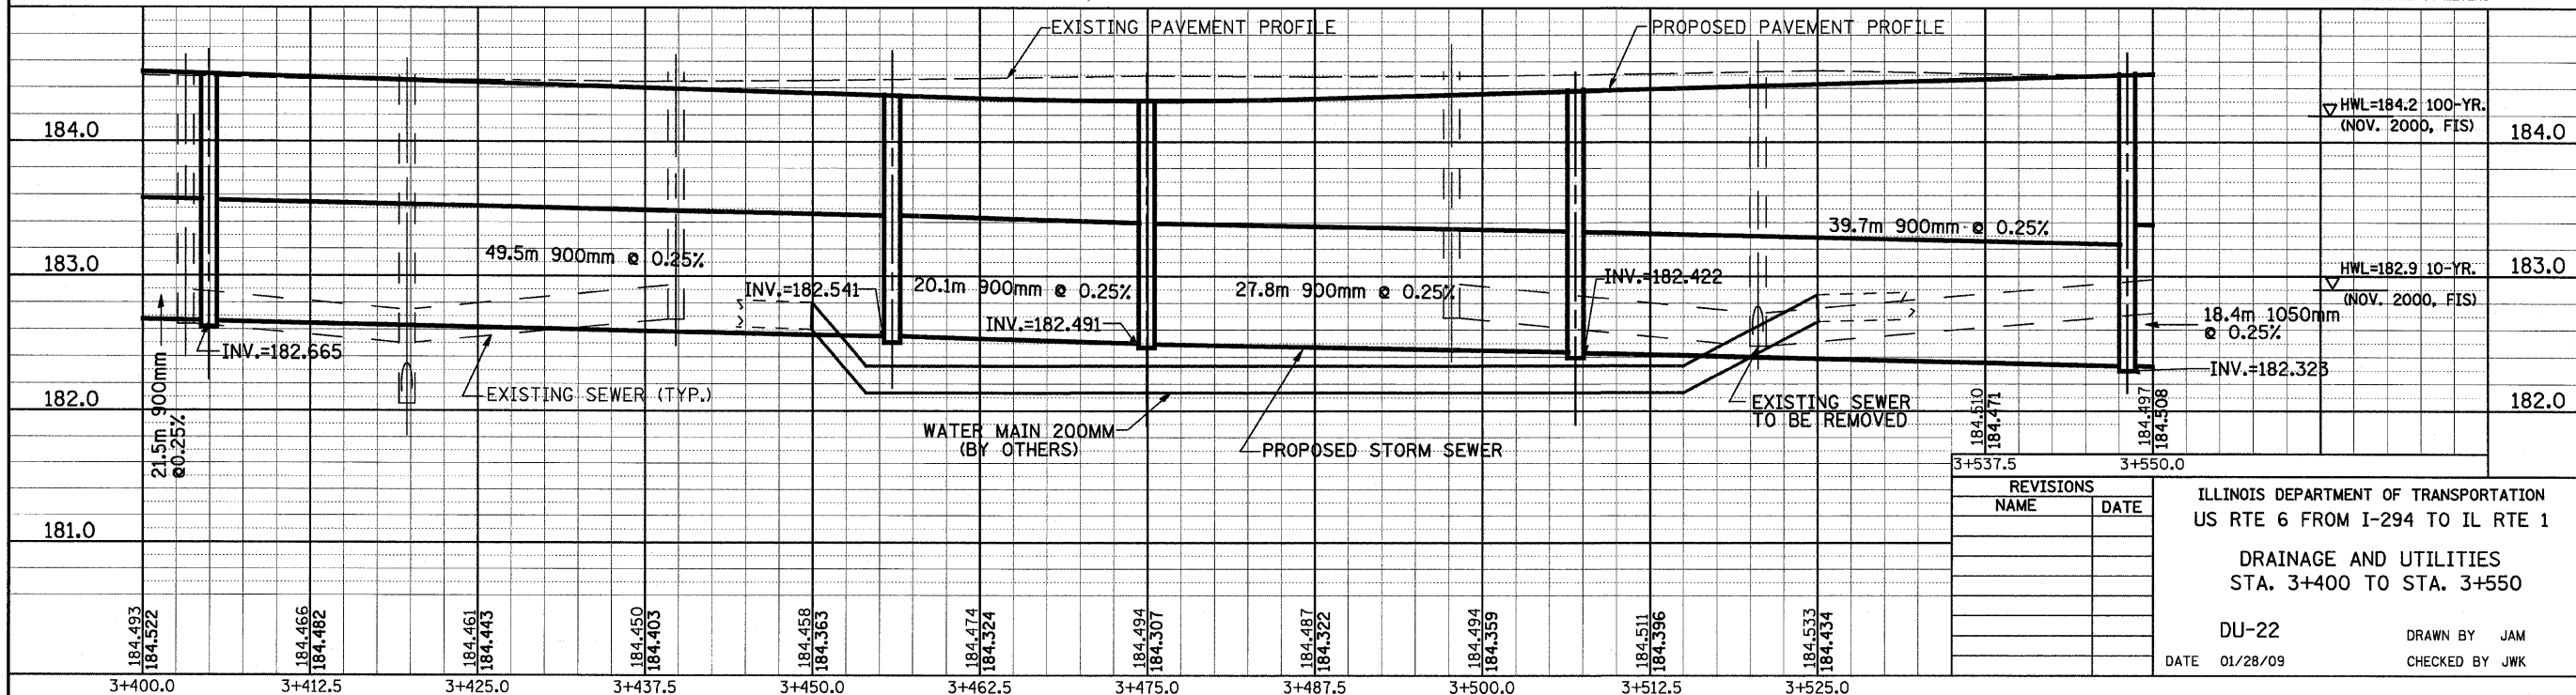 EXISTING PAVEMENT PROFILE
PROPOSED PAVEMENT PROFILE
184.0
183.0
182.0
181.0
HWL=184.2 100-YR.
(NOV. 2000, FIS)
184.0
HWL=182.9 10-YR.
(NOV. 2000, FIS)
183.0
182.0
49.5m 900mm @ 0.25%
INV.=182.541
20.1m 900mm @ 0.25%
INV.=182.491
27.8m 900mm @ 0.25%
INV.=182.422
39.7m 900mm @ 0.25%
18.4m 1050mm
@ 0.25%
INV.=182.323
21.5m 900mm
@0.25%
INV.=182.665
EXISTING SEWER (TYP.)
WATER MAIN 200MM
(BY OTHERS)
PROPOSED STORM SEWER
EXISTING SEWER
TO BE REMOVED
184.510
184.471
184.497
184.508
3+537.5
3+550.0
184.493
184.522
184.466
184.482
184.461
184.443
184.450
184.403
184.458
184.363
184.474
184.324
184.494
184.307
184.487
184.322
184.494
184.359
184.511
184.396
184.533
184.434
3+400.0
3+412.5
3+425.0
3+437.5
3+450.0
3+462.5
3+475.0
3+487.5
3+500.0
3+512.5
3+525.0
REVISIONS
NAME DATE
ILLINOIS DEPARTMENT OF TRANSPORTATION
US RTE 6 FROM I-294 TO IL RTE 1
DRAINAGE AND UTILITIES
STA. 3+400 TO STA. 3+550
DU-22
DRAWN BY JAM
DATE 01/28/09
CHECKED BY JWK